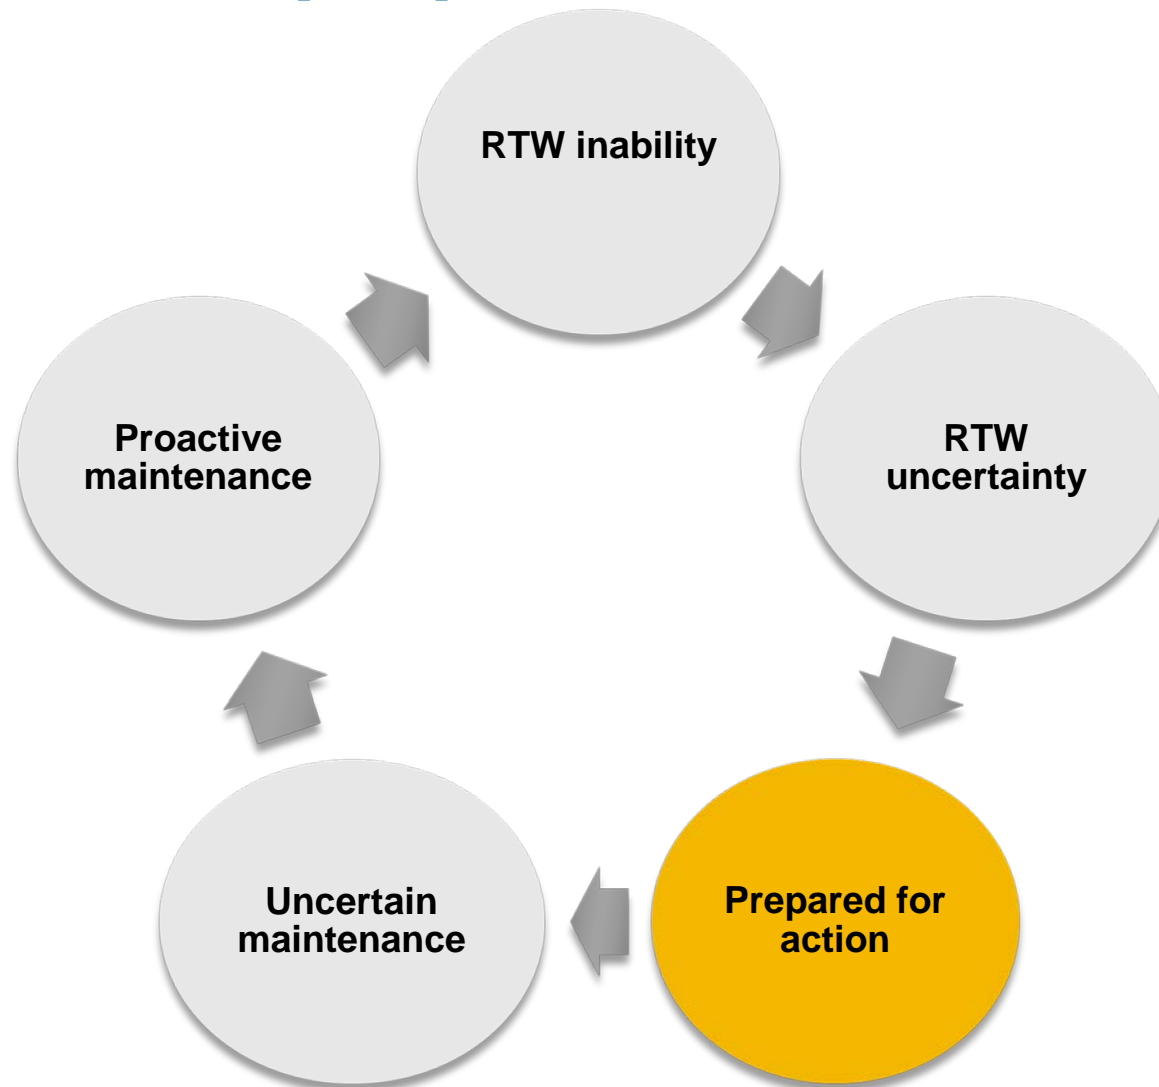 RTW inability
RTW
uncertainty
Prepared for
action
Uncertain
maintenance
Proactive
maintenance